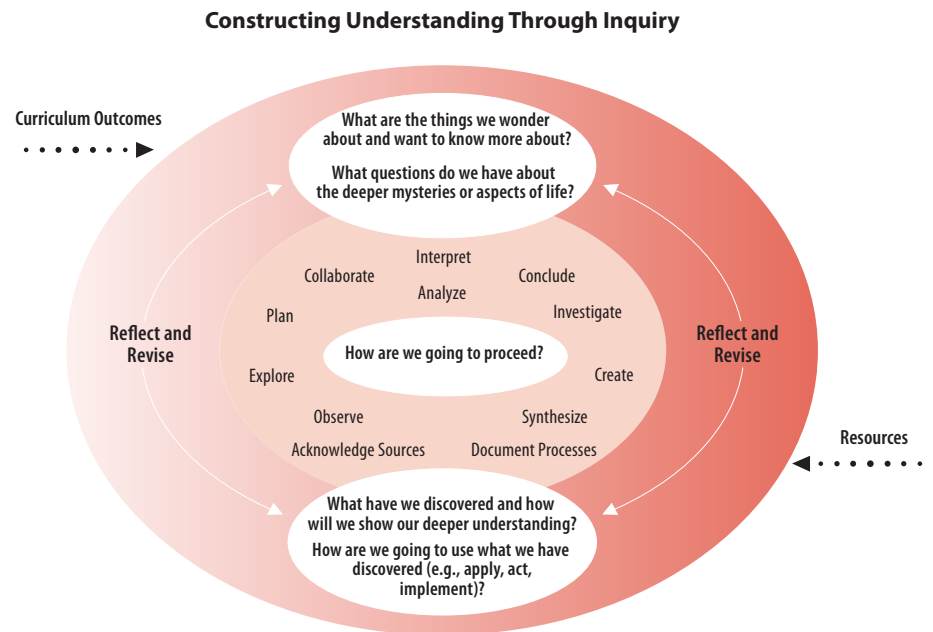 Constructing Understanding Through Inquiry
Curriculum Outcomes
What are the things we wonder
about and want to know more about?
What questions do we have about
the deeper mysteries or aspects of life?
Interpret
Collaborate
Conclude
Analyze
Plan
Investigate
Reflect and
Revise
How are we going to proceed?
Reflect and
Revise
Explore
Create
Observe
Synthesize
Acknowledge Sources
Document Processes
Resources
What have we discovered and how
will we show our deeper understanding?
How are we going to use what we have
discovered (e.g., apply, act,
implement)?